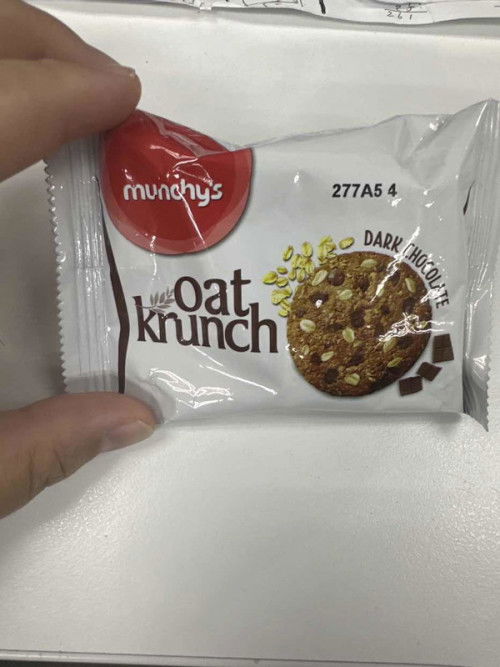 munchy's
277A5 4
DARK CHOCOLATE
oat
krunch